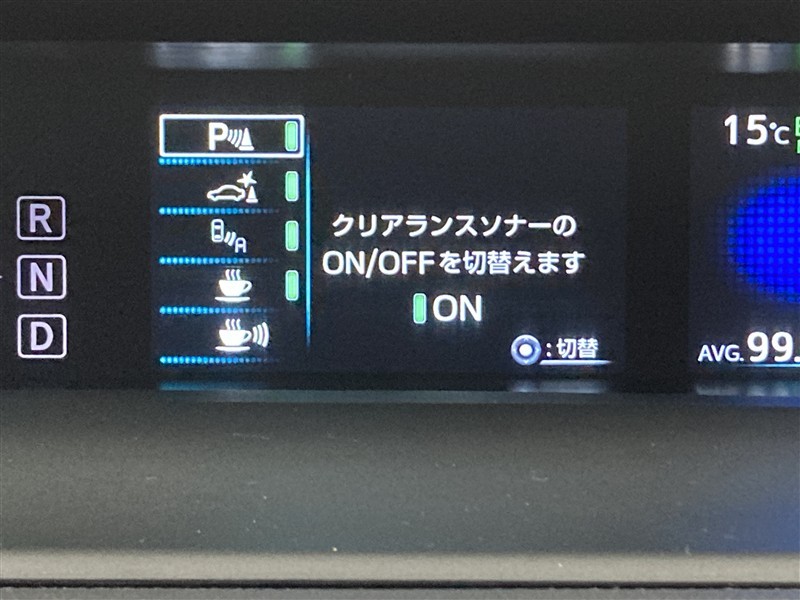 R
N
D
P
A
クリアランスソナーの
ON/OFFを切替えます
ON
:切替
15℃
AVG. 99.